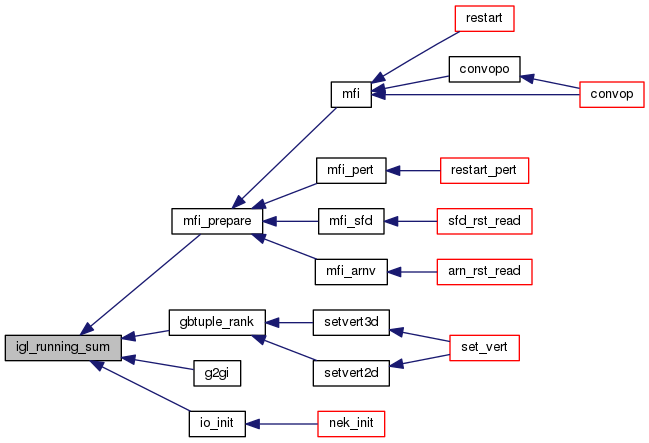 restart
convopo
mfi
convop
mfi_pert
restart_pert
mfi_prepare
mfi_sfd
sfd_rst_read
mfi_arnv
arn_rst_read
gbtuple_rank
setvert3d
igl_running_sum
set_vert
g2gi
setvert2d
io_init
nek_init